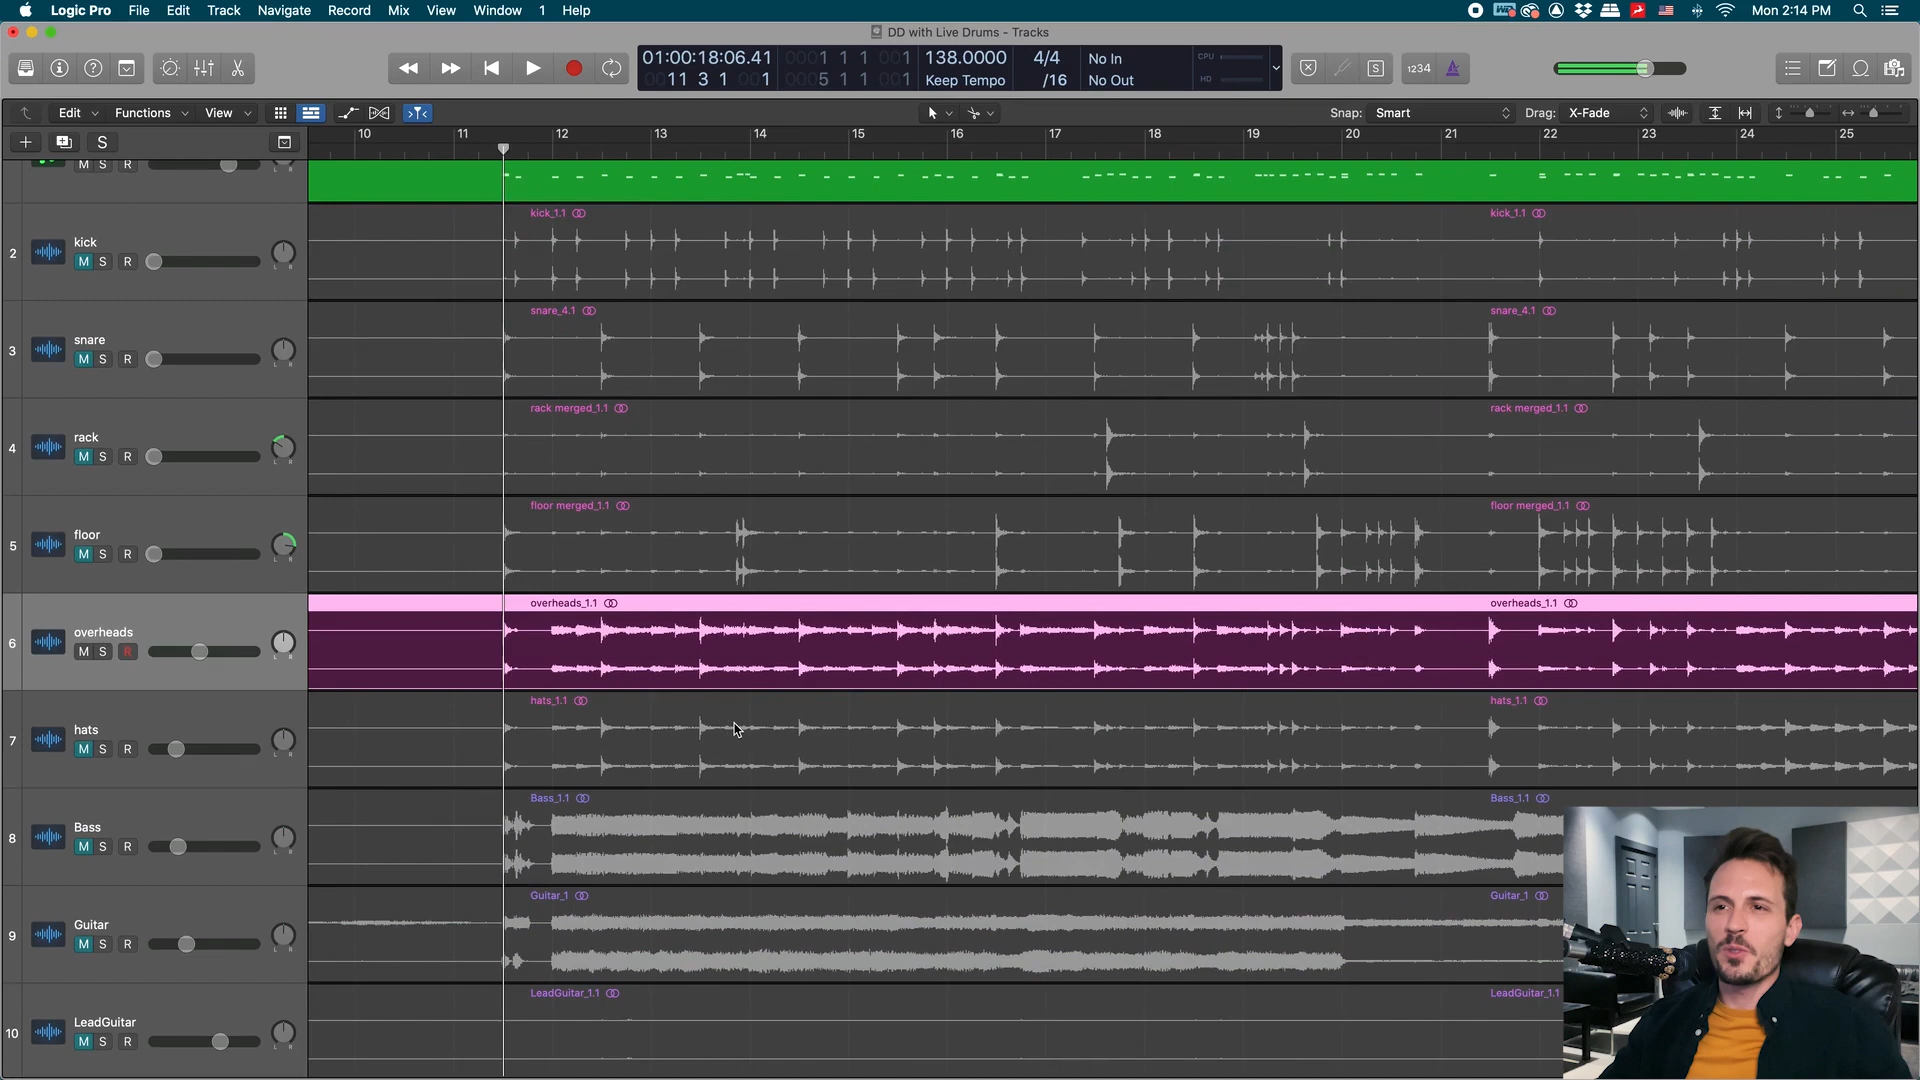 Logic Pro File Edit Track Navigate Record Mix View Window 1 Help Mon 2:14 PM
DD with Live Drums - Tracks
01:00:18:06.41 0001 1 1 001 138.0000 4/4 No In CPU
0011 3 1 001 0005 1 1 001 Keep Tempo /16 No Out HD
1234
Edit Functions View Snap: Smart Drag: X-Fade
S 10 11 12 13 14 15 16 17 18 19 20 21 22 23 24 25
M S R L R
2 kick M S R L R kick_1.1 kick_1.1
3 snare M S R L R snare_4.1 snare_4.1
4 rack M S R L R rack merged_1.1 rack merged_1.1
5 floor M S R L R floor merged_1.1 floor merged_1.1
6 overheads M S R L R overheads_1.1 overheads_1.1
7 hats M S R L R hats_1.1 hats_1.1
8 Bass M S R L R Bass_1.1 Bass_1.1
9 Guitar M S R L R Guitar_1 Guitar_1
10 LeadGuitar M S R L R LeadGuitar_1.1 LeadGuitar_1.1